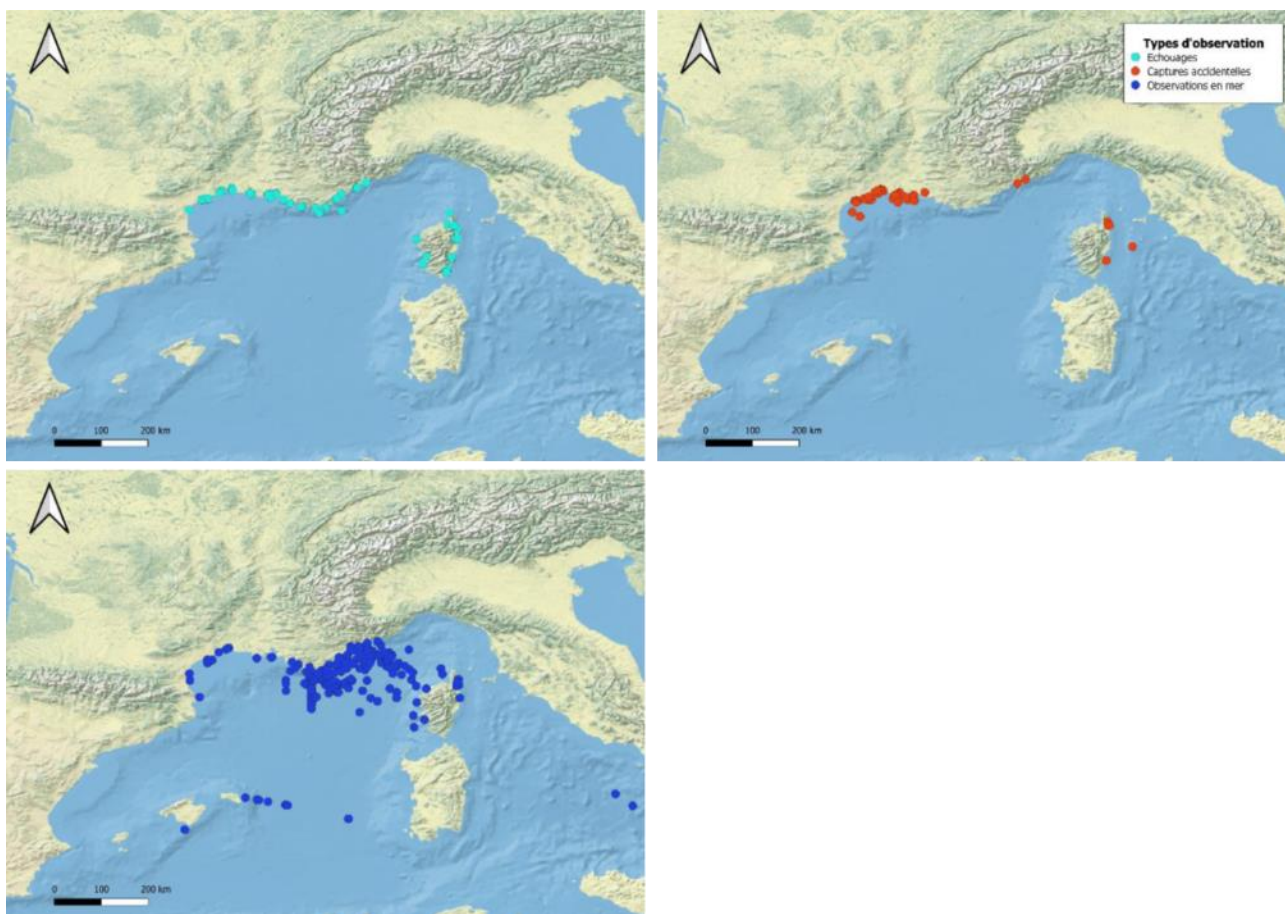 Types d'observation
Echouages
Captures accidentelles
Observations en mer
0 100 200 km
0 100 200 km
0 100 200 km